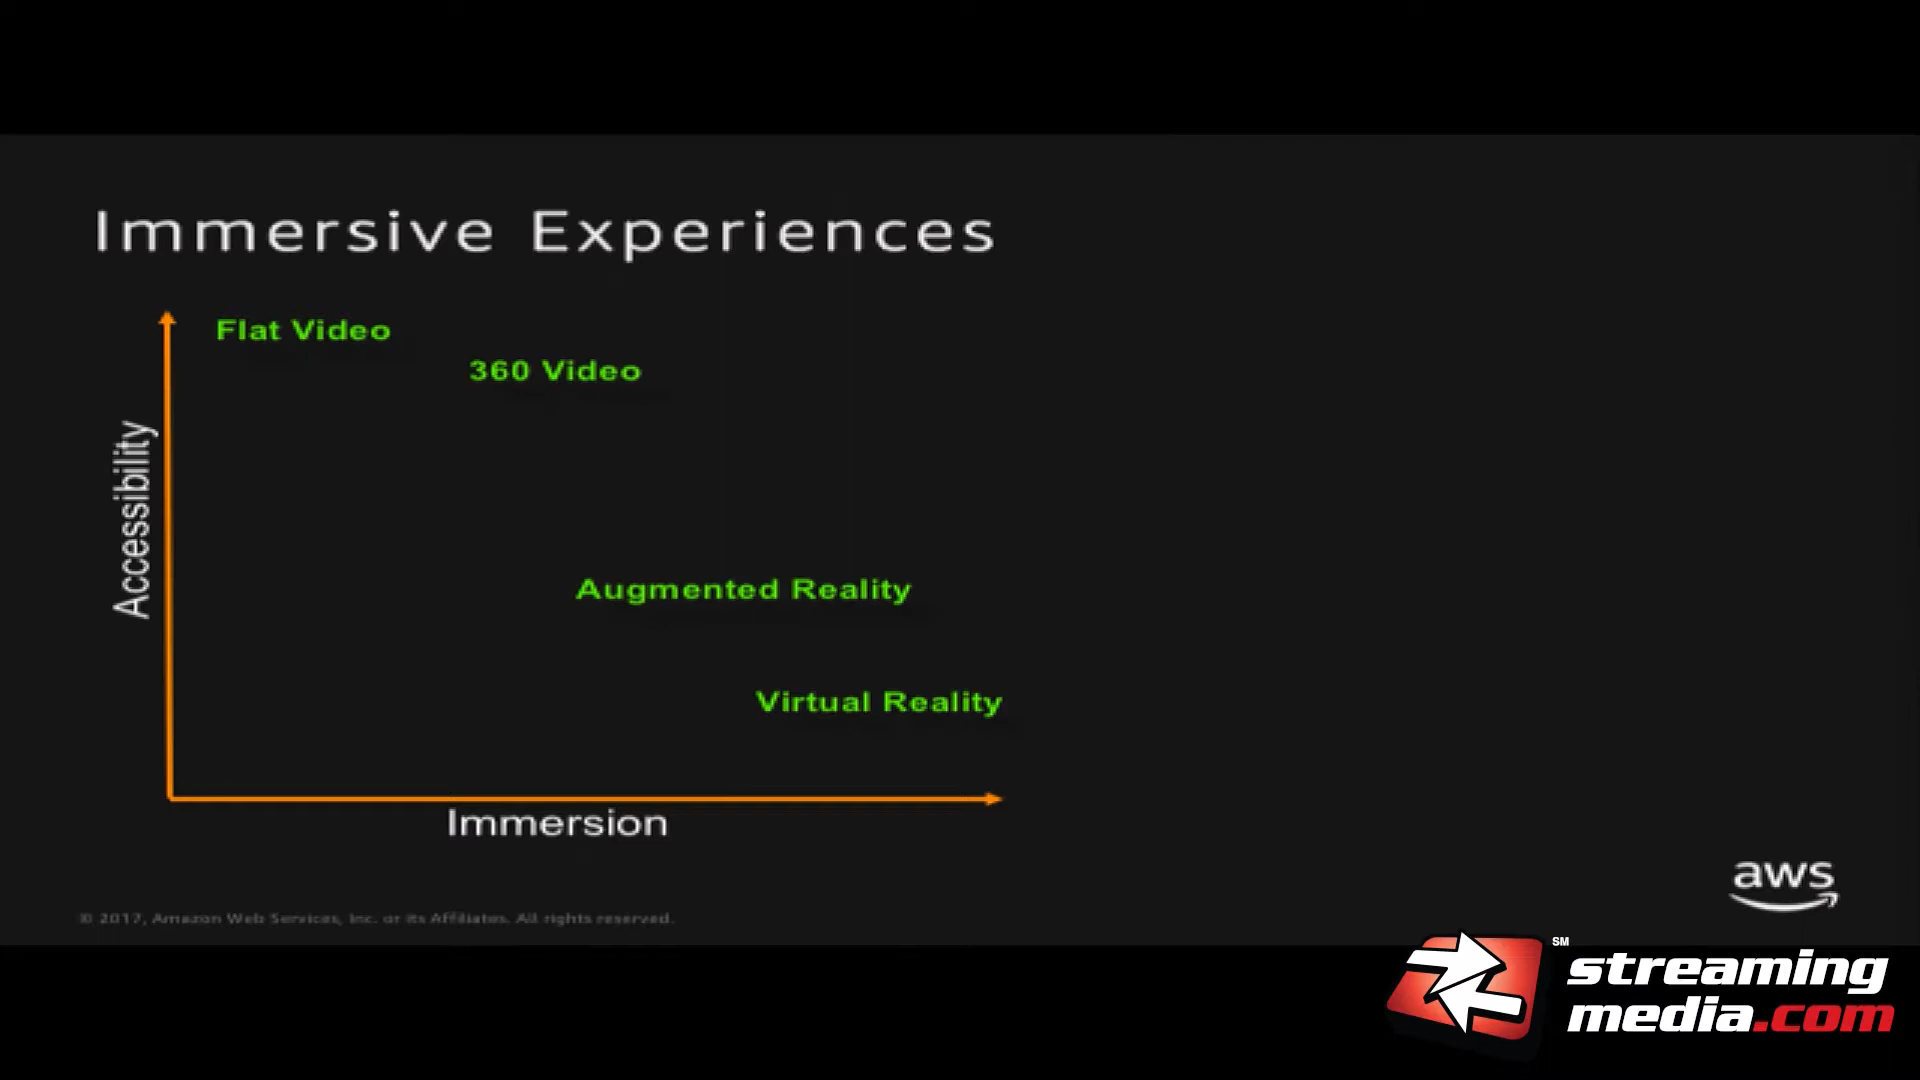 Immersive Experiences
Flat Video
360 Video
Accessibility
Augmented Reality
Virtual Reality
Immersion
aws
© 2017, Amazon Web Services, Inc. or its Affiliates. All rights reserved.
SM
streaming
media.com